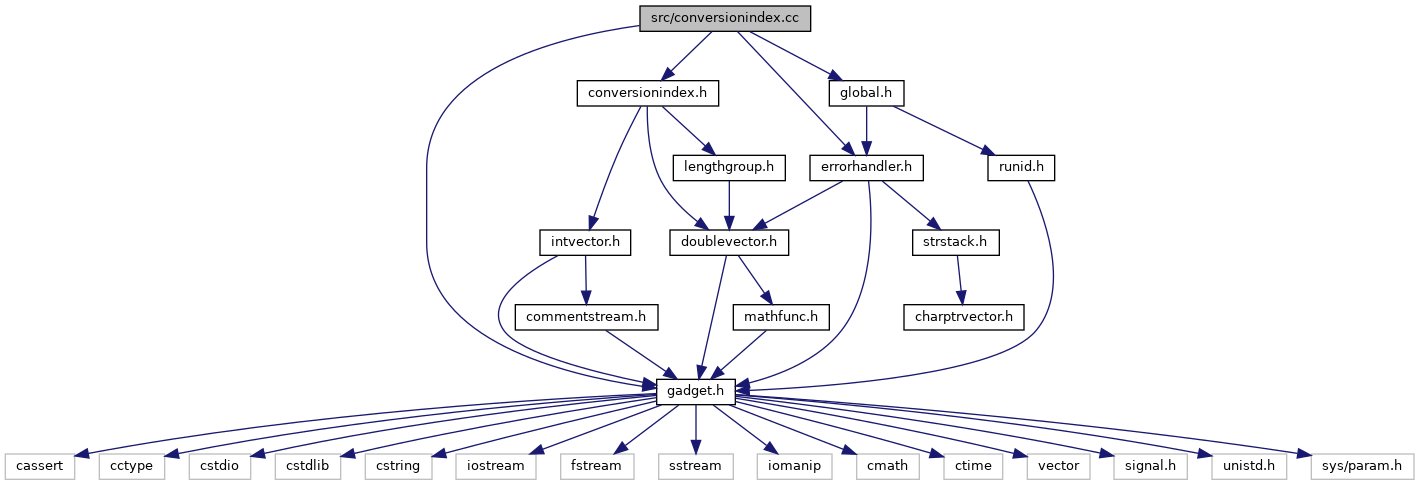 src/conversionindex.cc
conversionindex.h
global.h
lengthgroup.h
errorhandler.h
runid.h
intvector.h
doublevector.h
strstack.h
commentstream.h
mathfunc.h
charptrvector.h
gadget.h
cassert
cctype
cstdio
cstdlib
cstring
iostream
fstream
sstream
iomanip
cmath
ctime
vector
signal.h
unistd.h
sys/param.h